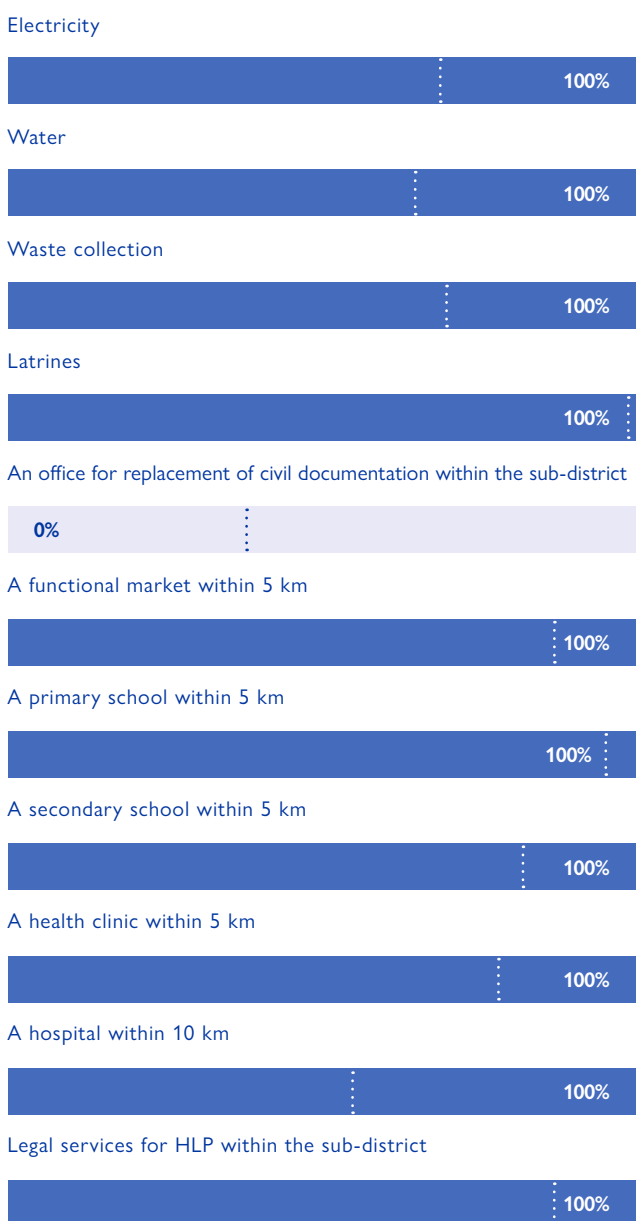 Electricity
100%
Water
100%
Waste collection
100%
Latrines
100%
An office for replacement of civil documentation within the sub-district
0%
A functional market within 5 km
100%
A primary school within 5 km
100%
A secondary school within 5 km
100%
A health clinic within 5 km
100%
A hospital within 10 km
100%
Legal services for HLP within the sub-district
100%